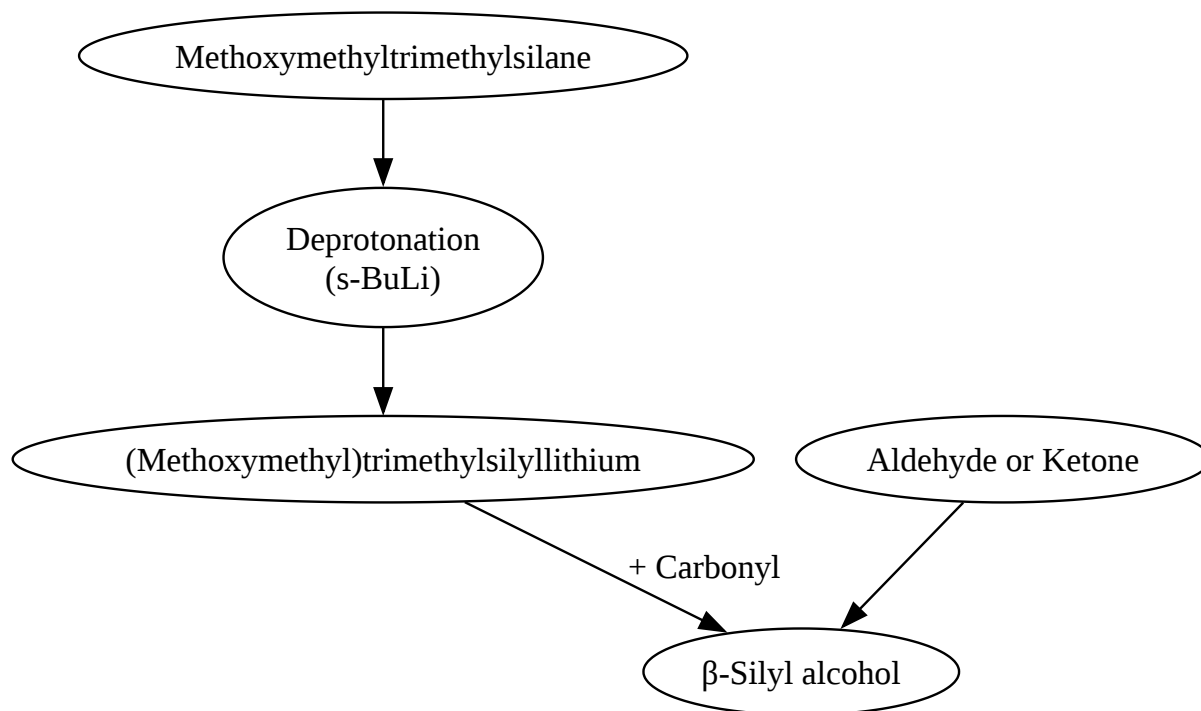 Methoxymethyltrimethylsilane
Deprotonation
(s-BuLi)
(Methoxymethyl)trimethylsilyllithium
Aldehyde or Ketone
+ Carbonyl
β-Silyl alcohol